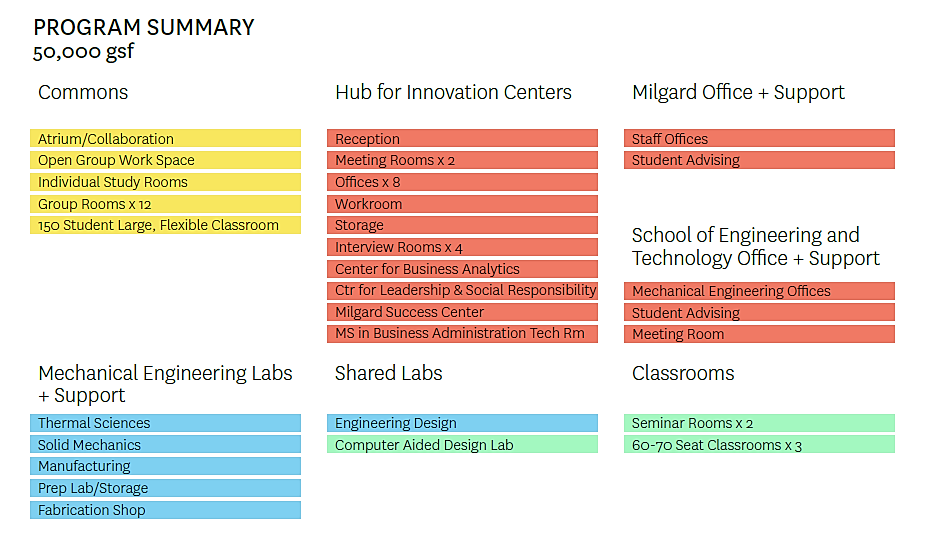 PROGRAM SUMMARY
50,000 gsf
Commons
Atrium/Collaboration
Open Group Work Space
Individual Study Rooms
Group Rooms x 12
150 Student Large, Flexible Classroom
Hub for Innovation Centers
Reception
Meeting Rooms x 2
Offices x 8
Workroom
Storage
Interview Rooms x 4
Center for Business Analytics
Ctr for Leadership & Social Responsibility
Milgard Success Center
MS in Business Administration Tech Rm
Milgard Office + Support
Staff Offices
Student Advising
School of Engineering and
Technology Office + Support
Mechanical Engineering Offices
Student Advising
Meeting Room
Mechanical Engineering Labs
+ Support
Thermal Sciences
Solid Mechanics
Manufacturing
Prep Lab/Storage
Fabrication Shop
Shared Labs
Engineering Design
Computer Aided Design Lab
Classrooms
Seminar Rooms x 2
60-70 Seat Classrooms x 3